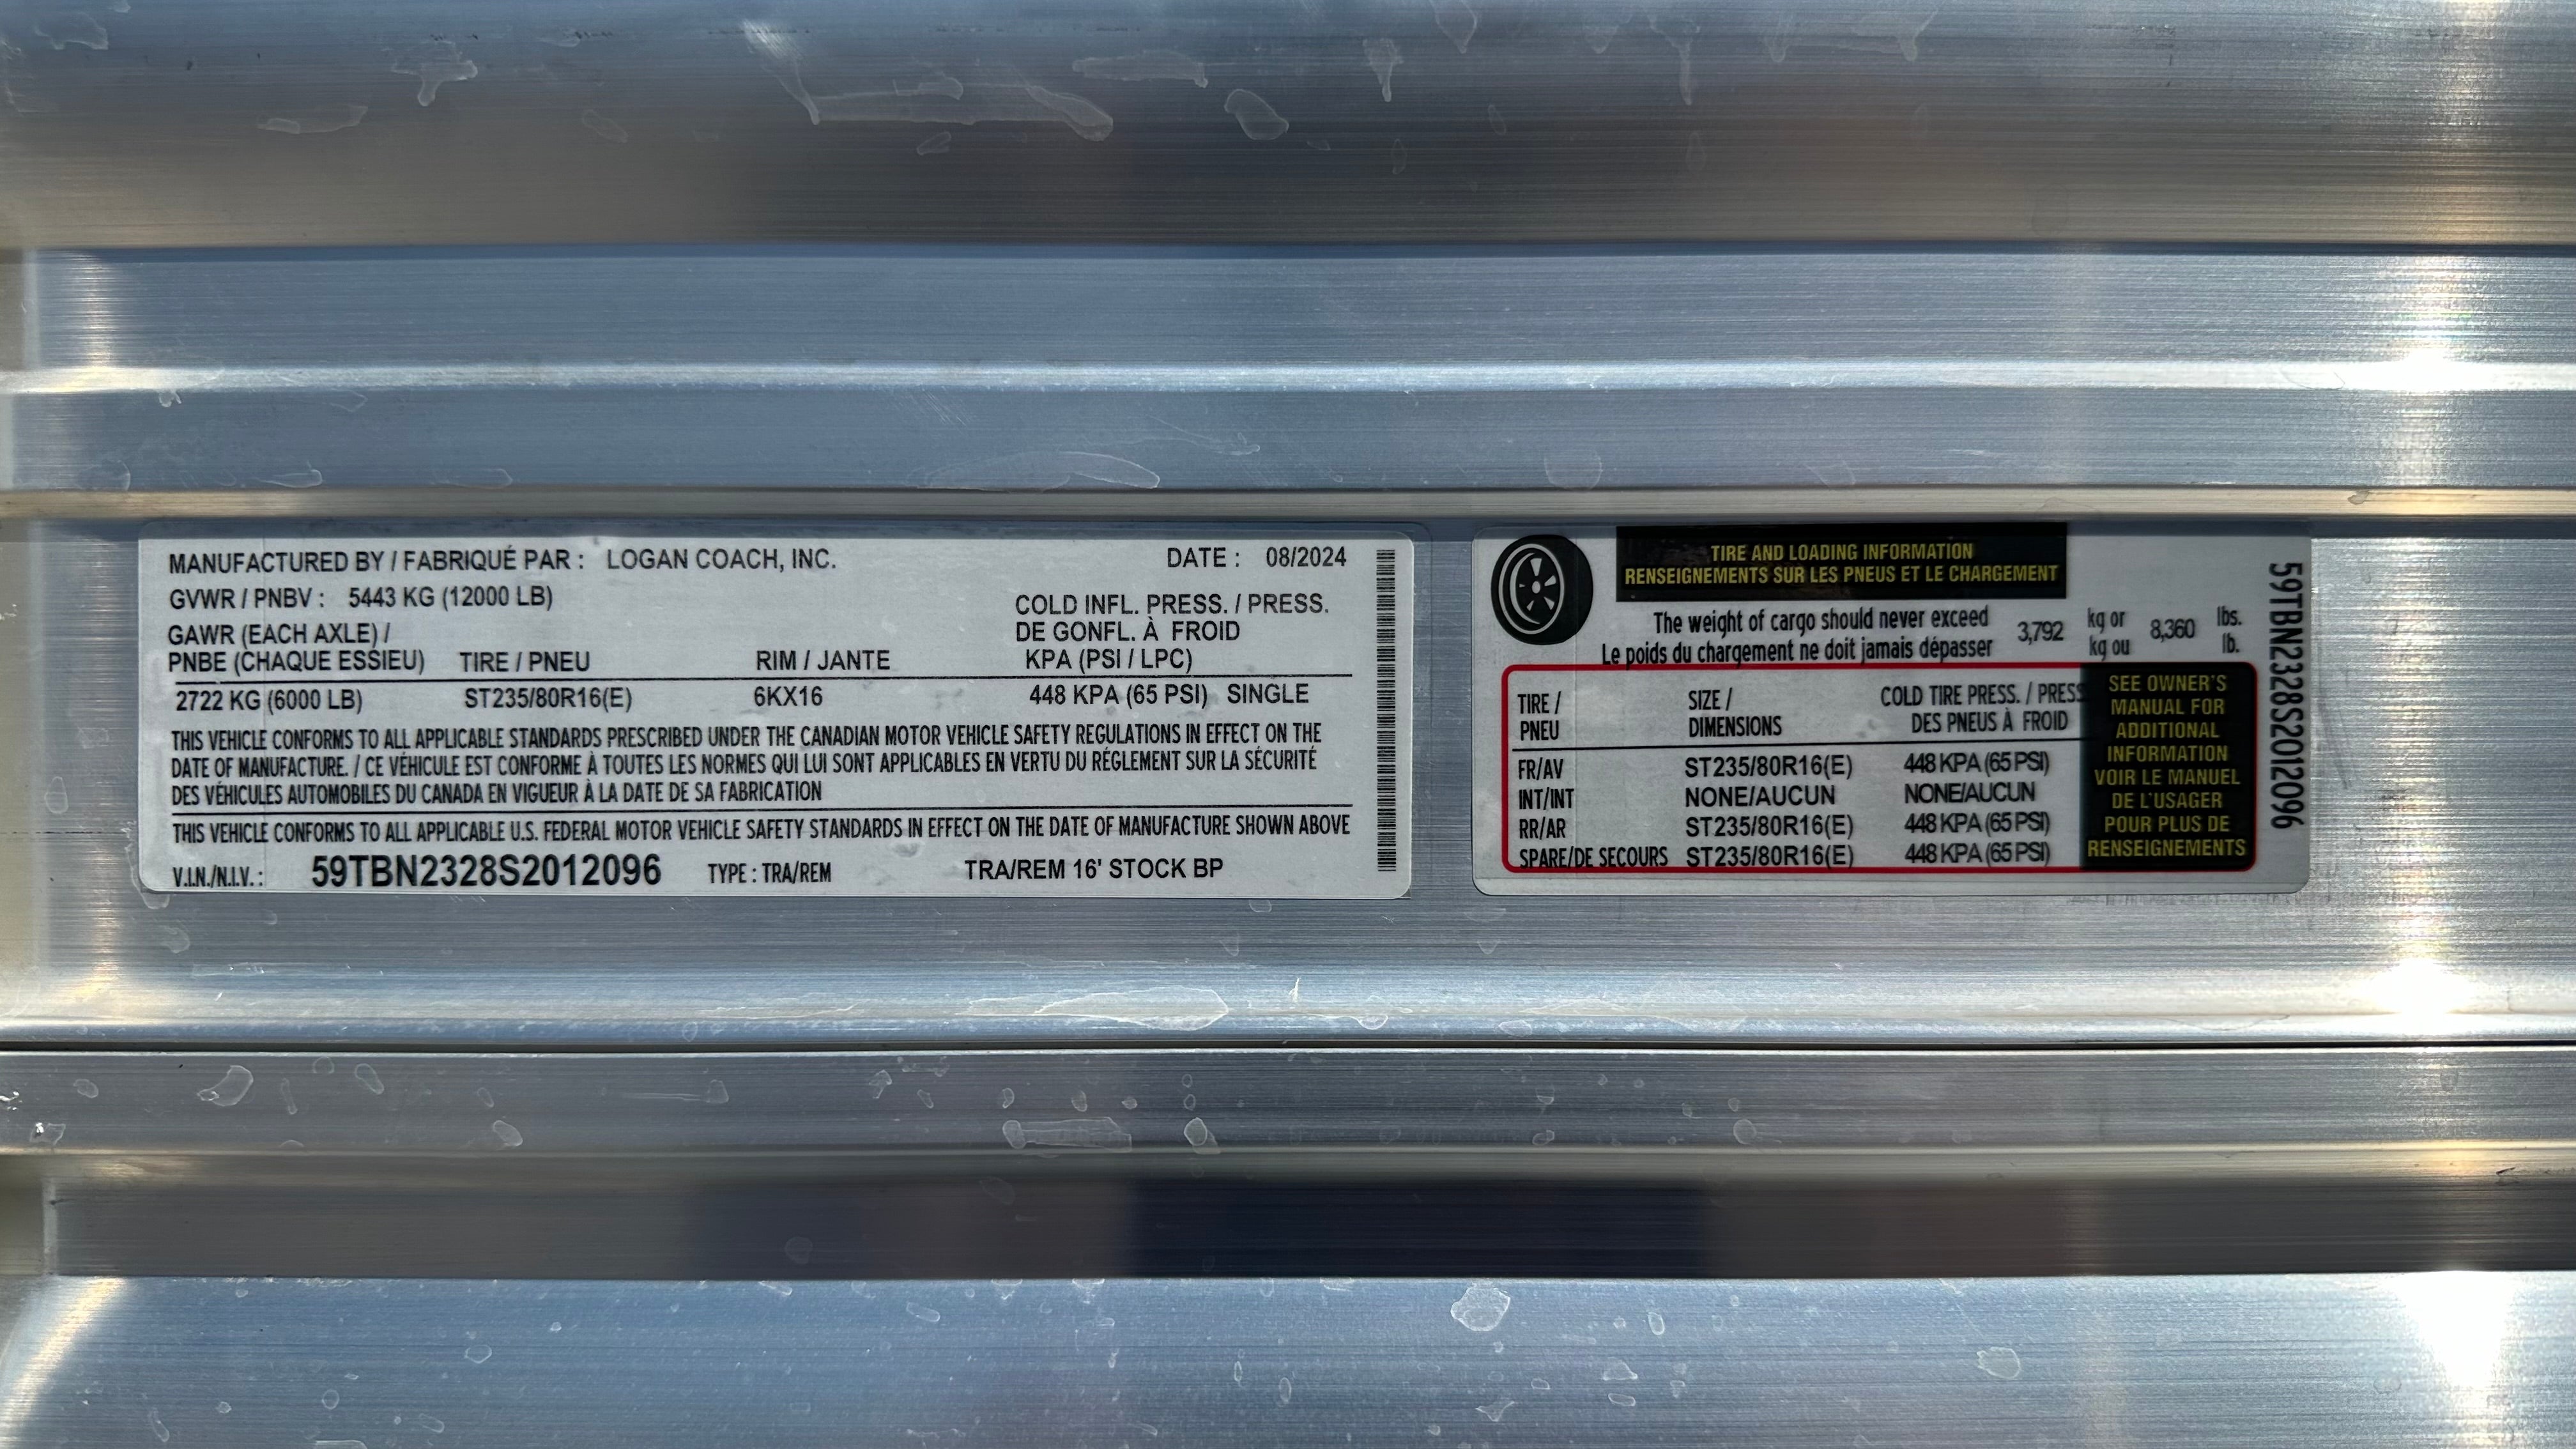 MANUFACTURED BY / FABRIQUÉ PAR : LOGAN COACH, INC. DATE : 08/2024
GVWR / PNBV : 5443 KG (12000 LB)
COLD INFL. PRESS. / PRESS.
DE GONFL. À FROID
KPA (PSI / LPC)
GAWR (EACH AXLE) /
PNBE (CHAQUE ESSIEU) TIRE / PNEU RIM / JANTE
2722 KG (6000 LB) ST235/80R16(E) 6KX16 448 KPA (65 PSI) SINGLE
THIS VEHICLE CONFORMS TO ALL APPLICABLE STANDARDS PRESCRIBED UNDER THE CANADIAN MOTOR VEHICLE SAFETY REGULATIONS IN EFFECT ON THE
DATE OF MANUFACTURE. / CE VÉHICULE EST CONFORME À TOUTES LES NORMES QUI LUI SONT APPLICABLES EN VERTU DU RÉGLEMENT SUR LA SÉCURITÉ
DES VÉHICULES AUTOMOBILES DU CANADA EN VIGUEUR À LA DATE DE SA FABRICATION
THIS VEHICLE CONFORMS TO ALL APPLICABLE U.S. FEDERAL MOTOR VEHICLE SAFETY STANDARDS IN EFFECT ON THE DATE OF MANUFACTURE SHOWN ABOVE
V.I.N./N.I.V. : 59TBN2328S2012096 TYPE : TRA/REM TRA/REM 16' STOCK BP
TIRE AND LOADING INFORMATION
RENSEIGNEMENTS SUR LES PNEUS ET LE CHARGEMENT
The weight of cargo should never exceed
Le poids du chargement ne doit jamais dépasser
3,792
kg or
kg ou
8,360
lbs.
lb.
TIRE /
PNEU
SIZE /
DIMENSIONS
COLD TIRE PRESS. / PRESS
DES PNEUS À FROID
FR/AV ST235/80R16(E) 448 KPA (65 PSI)
INT/INT NONE/AUCUN NONE/AUCUN
RR/AR ST235/80R16(E) 448 KPA (65 PSI)
SPARE/DE SECOURS ST235/80R16(E) 448 KPA (65 PSI)
SEE OWNER'S
MANUAL FOR
ADDITIONAL
INFORMATION
VOIR LE MANUEL
DE L'USAGER
POUR PLUS DE
RENSEIGNEMENTS
59TBN2328S2012096